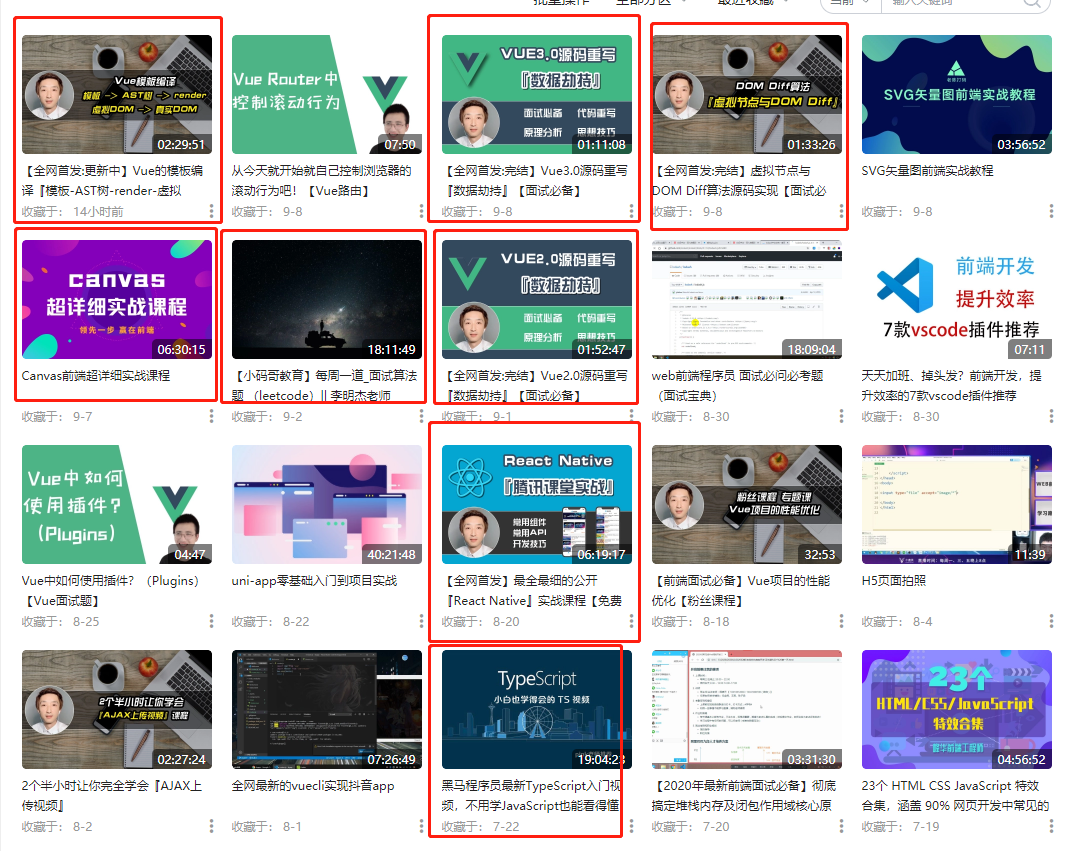 批量操作 全部分区 最近收藏 当前 输入关键词
Vue模板编译
模板 -> AST树 -> render
虚拟DOM -> 真实DOM
02:29:51
【全网首发:更新中】Vue的模板编
译『模板-AST树-render-虚拟
收藏于： 14小时前
Vue Router中
控制滚动行为
07:50
从今天就开始就自己控制浏览器的
滚动行为吧！【Vue路由】
收藏于： 9-8
VUE3.0源码重写
『数据劫持』
面试必备 代码重写
原理分析 思想技巧
01:11:08
【全网首发:完结】Vue3.0源码重写
『数据劫持』【面试必备】
收藏于： 9-8
DOM Diff算法
『虚拟节点与DOM Diff』
01:33:26
【全网首发:完结】虚拟节点与
DOM Diff算法源码实现【面试必
收藏于： 9-8
SVG矢量图前端实战教程
03:56:52
SVG矢量图前端实战教程
收藏于： 9-8
canvas
超详细实战课程
领先一步 赢在前端
06:30:15
Canvas前端超详细实战课程
收藏于： 9-7
18:11:49
【小码哥教育】每周一道_面试算法
题 （leetcode）|| 李明杰老师
收藏于： 9-2
VUE2.0源码重写
『数据劫持』
面试必备 代码重写
原理分析 思想技巧
01:52:47
【全网首发:完结】Vue2.0源码重写
『数据劫持』【面试必备】
收藏于： 9-1
18:09:04
web前端程序员 面试必问必考题
（面试宝典）
收藏于： 8-30
前端开发
提升效率
7款vscode插件推荐
07:11
天天加班、掉头发？前端开发，提
升效率的7款vscode插件推荐
收藏于： 8-30
Vue中如何
使用插件？
(Plugins)
04:47
Vue中如何使用插件？（Plugins）
【Vue面试题】
收藏于： 8-25
40:21:48
uni-app零基础入门到项目实战
收藏于： 8-22
React Native
『腾讯课堂实战』
常用组件
常用API
开发技巧
06:19:17
【全网首发】最全最细的公开
『React Native』实战课程【免费
收藏于： 8-20
粉丝课程 专题课
Vue项目的性能优化
32:53
【前端面试必备】Vue项目的性能
优化【粉丝课程】
收藏于： 8-18
11:39
H5页面拍照
收藏于： 8-4
2个半小时让你学会
『AJAX上传视频』课程
02:27:24
2个半小时让你完全学会『AJAX上
传视频』
收藏于： 8-2
07:26:49
全网最新的vuecli实现抖音app
收藏于： 8-1
TypeScript
小白也学得会的 TS 视频
19:04:23
黑马程序员最新TypeScript入门视
频，不用学JavaScript也能看得懂
收藏于： 7-22
03:31:30
【2020年最新前端面试必备】彻底
搞定堆栈内存及闭包作用域核心原
收藏于： 7-20
23个
HTML/CSS/JavaScript
特效合集
04:56:52
23个 HTML CSS JavaScript 特效
合集，涵盖 90% 网页开发中常见的
收藏于： 7-19